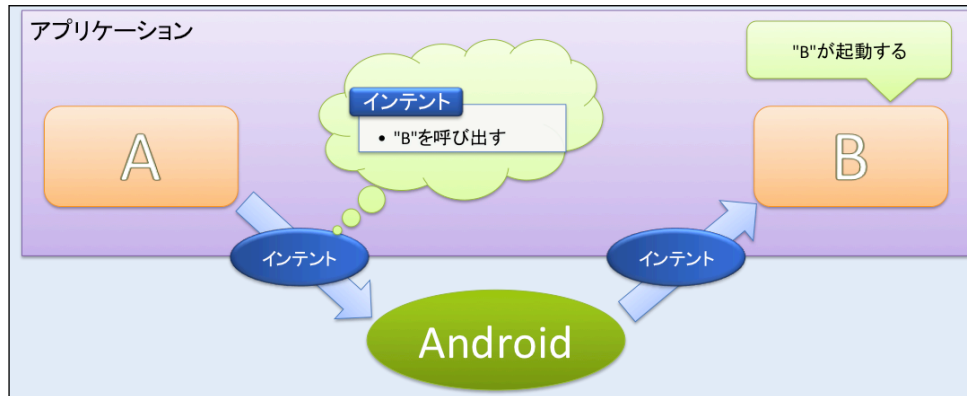 アプリケーション
"B"が起動する
インテント
• "B"を呼び出す
A
B
インテント
インテント
Android